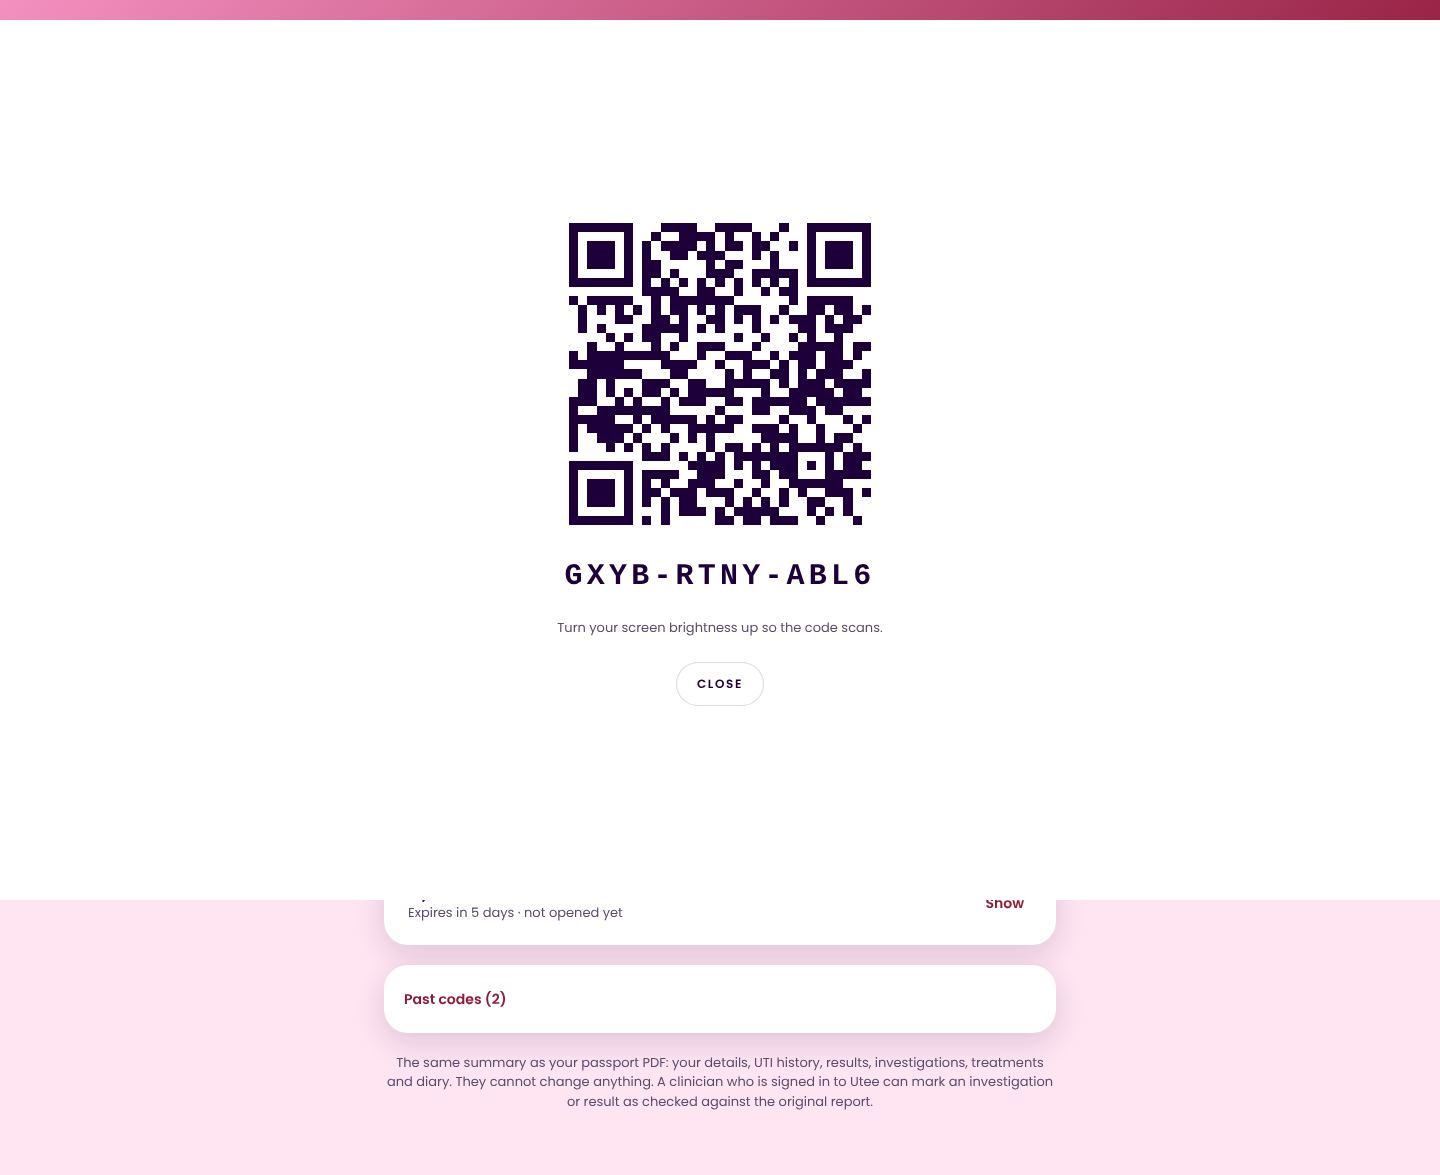 GXYB-RTNY-ABL6
Turn your screen brightness up so the code scans.
CLOSE
Show
Expires in 5 days · not opened yet
Past codes (2)
The same summary as your passport PDF: your details, UTI history, results, investigations, treatments
and diary. They cannot change anything. A clinician who is signed in to Utee can mark an investigation
or result as checked against the original report.